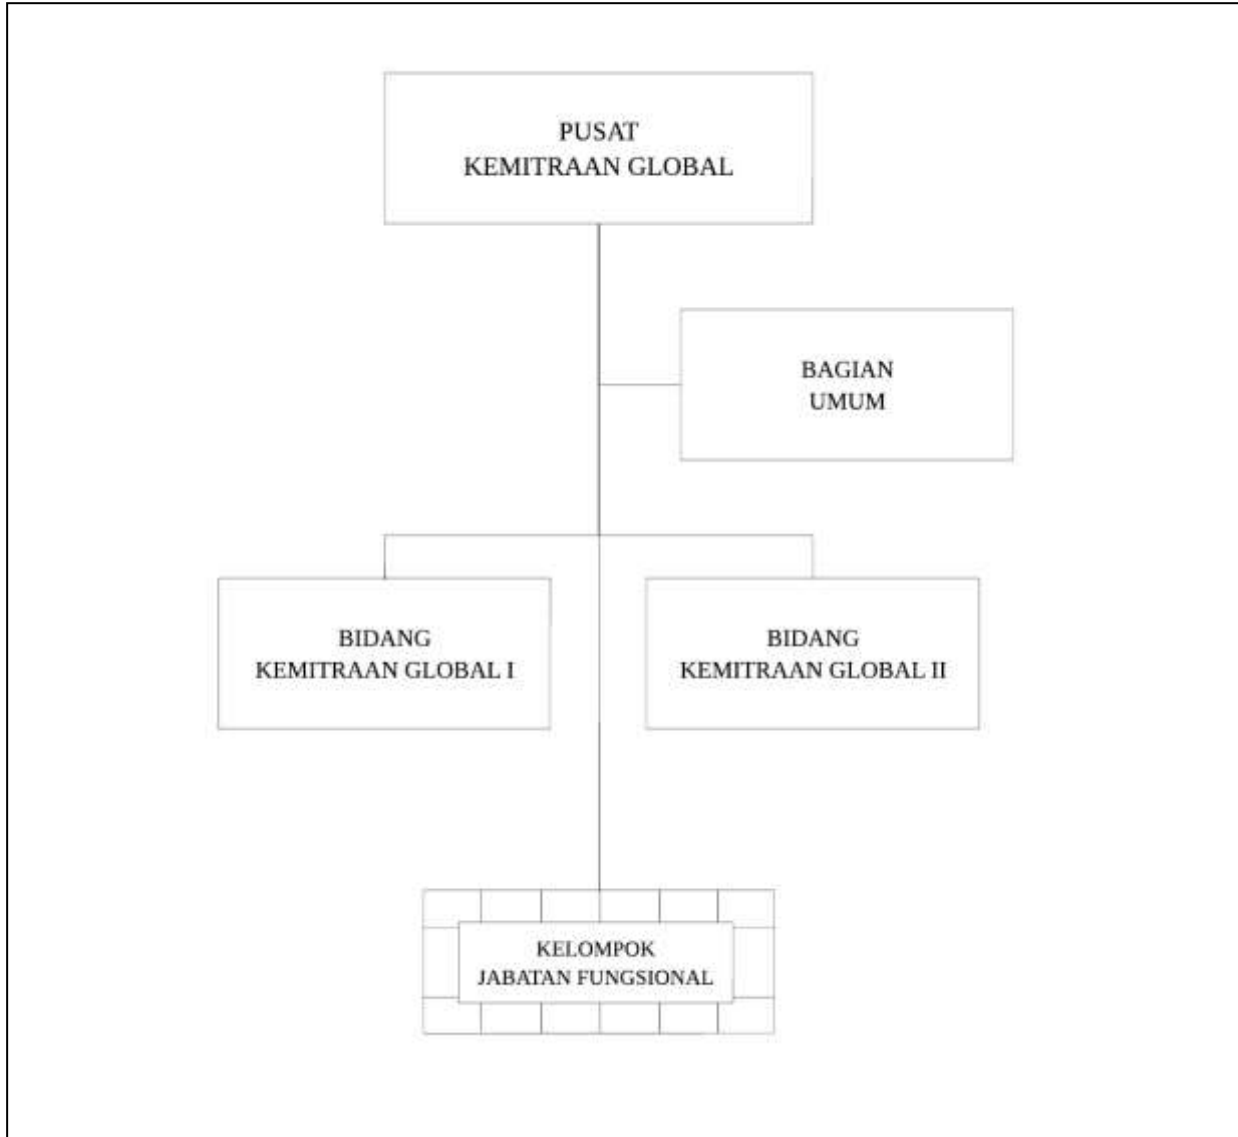 PUSAT
KEMITRAAN GLOBAL
BAGIAN
UMUM
BIDANG
KEMITRAAN GLOBAL I
BIDANG
KEMITRAAN GLOBAL II
KELOMPOK
JABATAN FUNGSIONAL